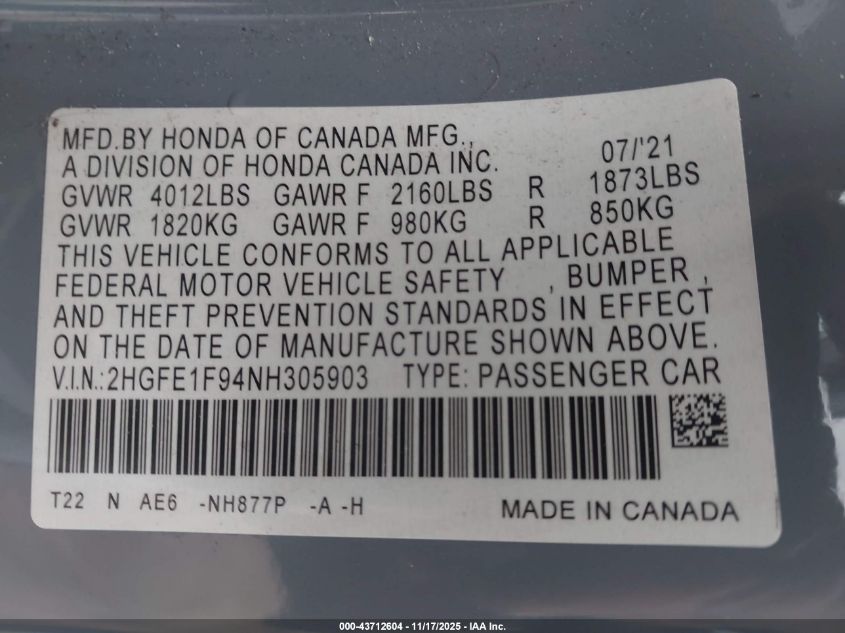 MFD.BY HONDA OF CANADA MFG., 07/'21
A DIVISION OF HONDA CANADA INC.
GVWR 4012LBS GAWR F 2160LBS R 1873LBS
GVWR 1820KG GAWR F 980KG R 850KG
THIS VEHICLE CONFORMS TO ALL APPLICABLE
FEDERAL MOTOR VEHICLE SAFETY , BUMPER ,
AND THEFT PREVENTION STANDARDS IN EFFECT
ON THE DATE OF MANUFACTURE SHOWN ABOVE.
V.I.N.:2HGFE1F94NH305903 TYPE: PASSENGER CAR
T22 N AE6 -NH877P -A -H MADE IN CANADA
000-43712604 - 11/17/2025 - IAA Inc.